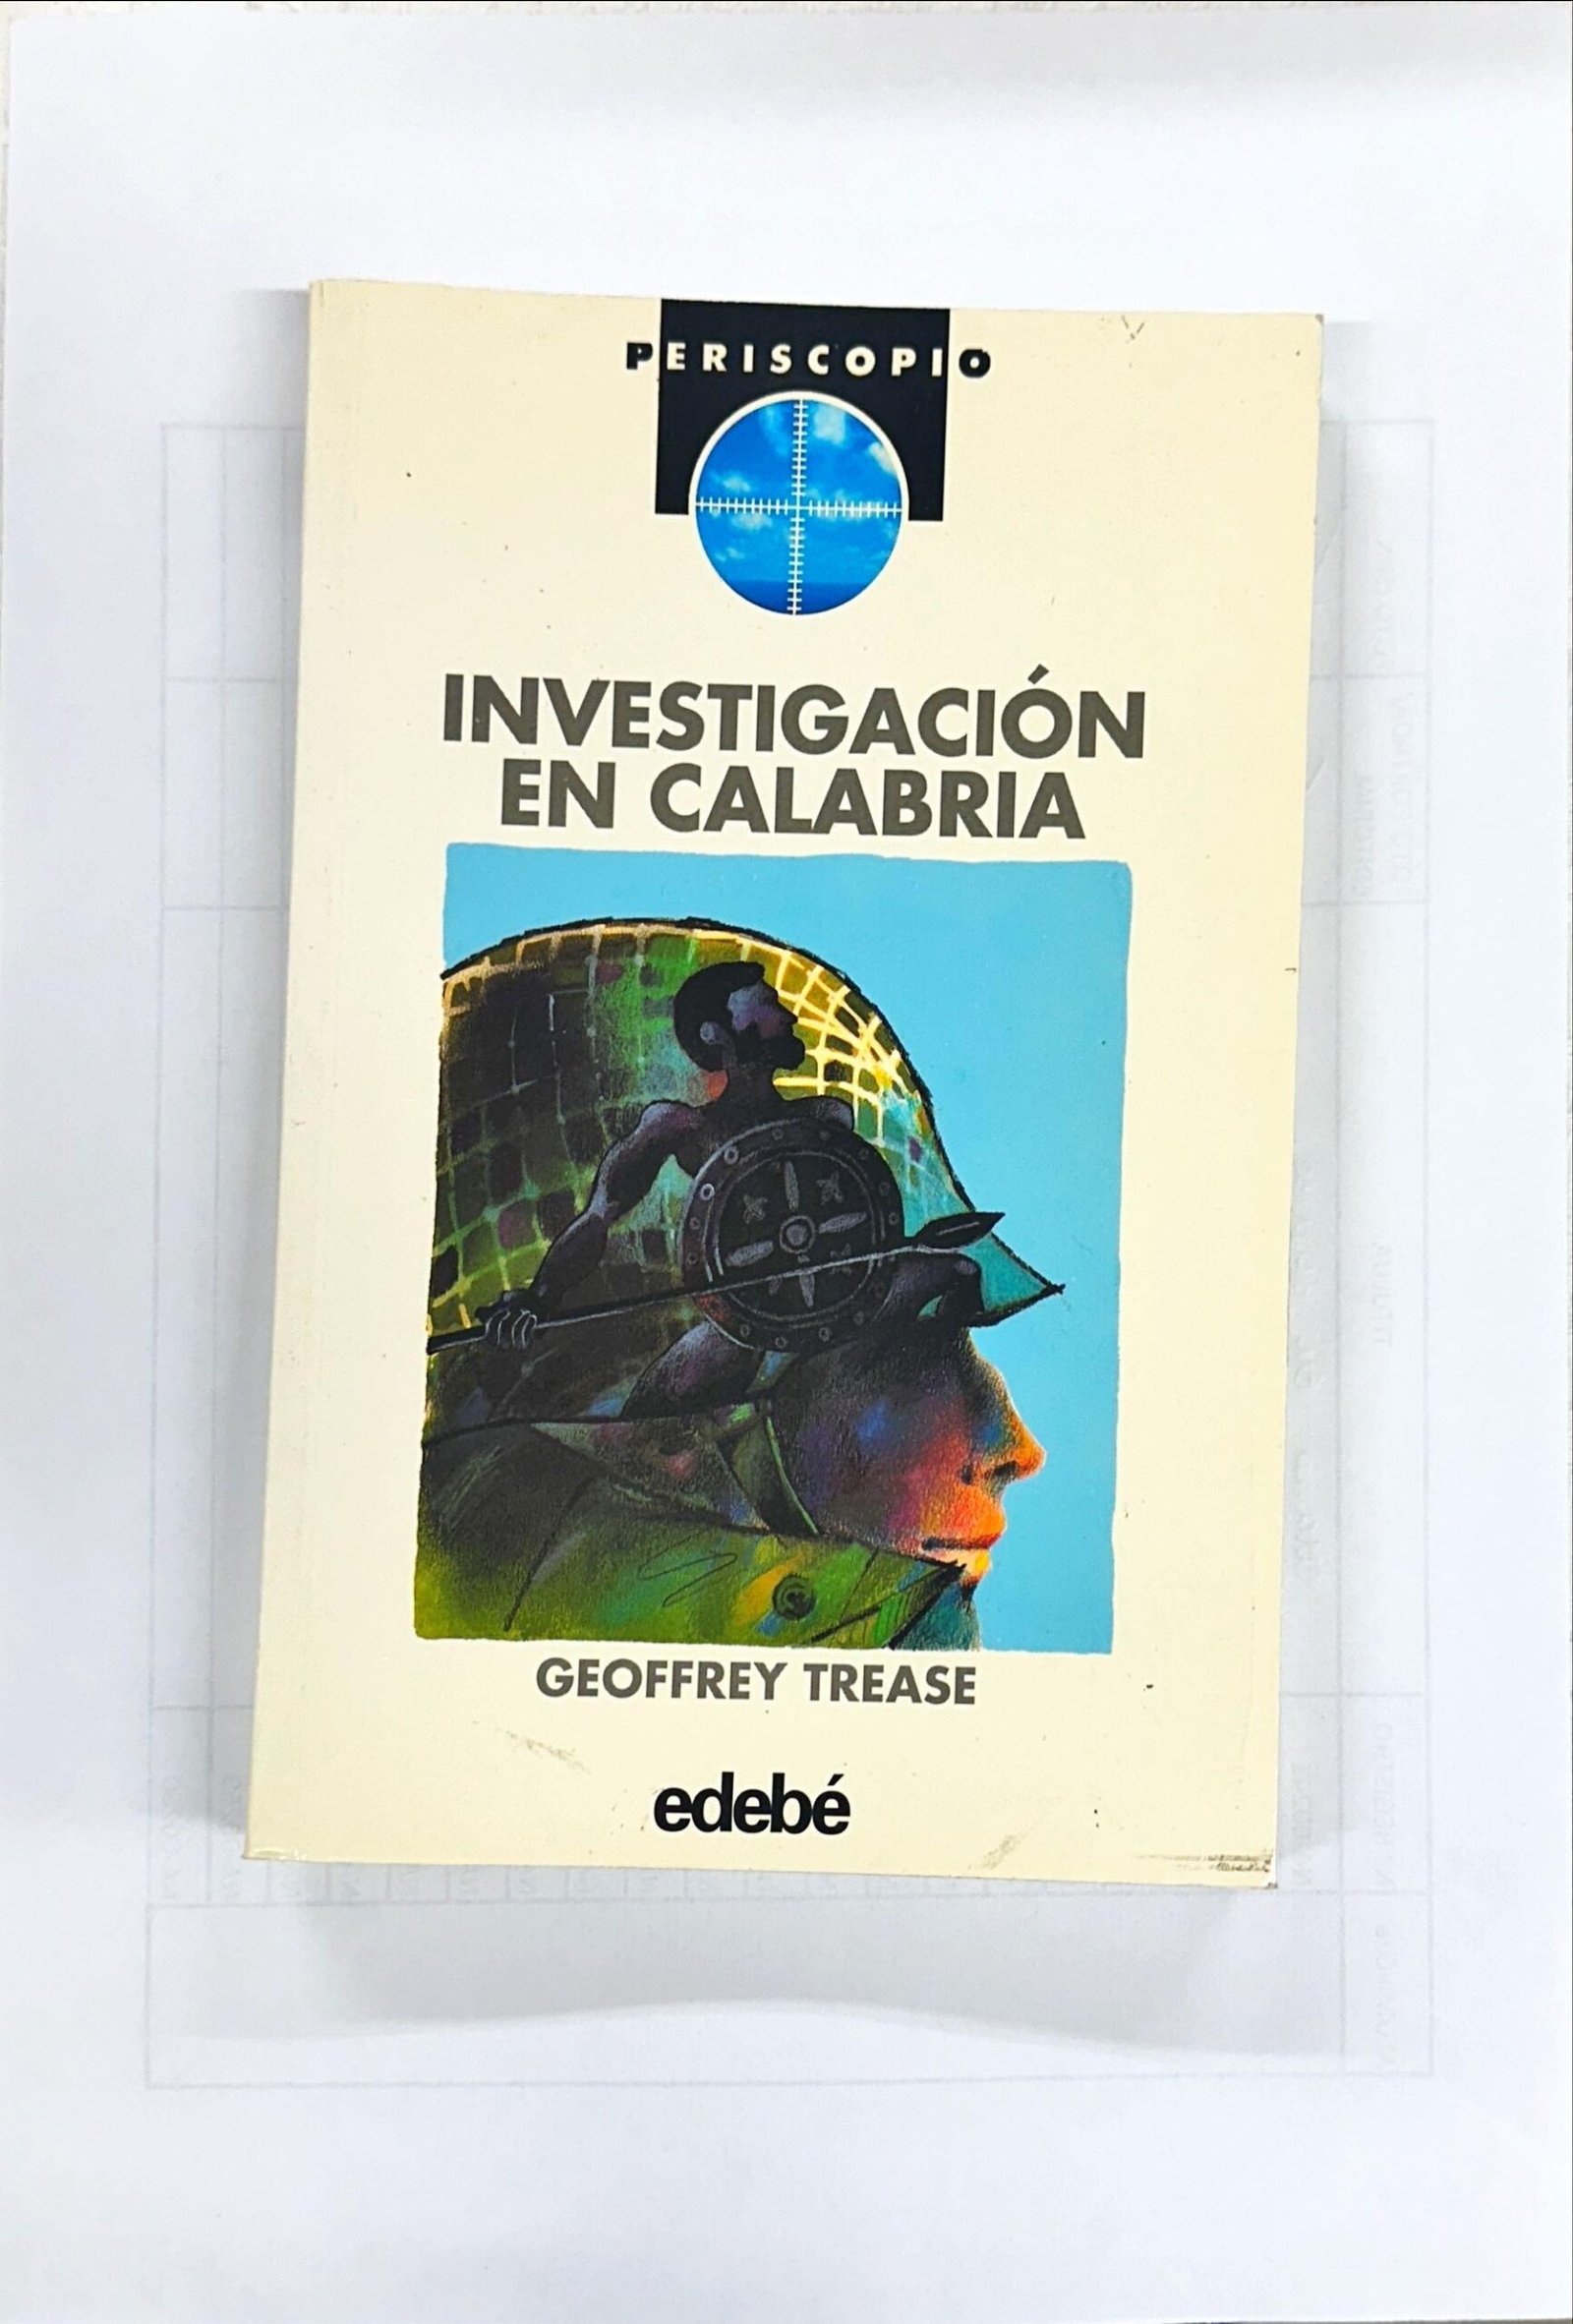 PERISCOPIO
INVESTIGACIÓN
EN CALABRIA
GEOFFREY TREASE
edebé